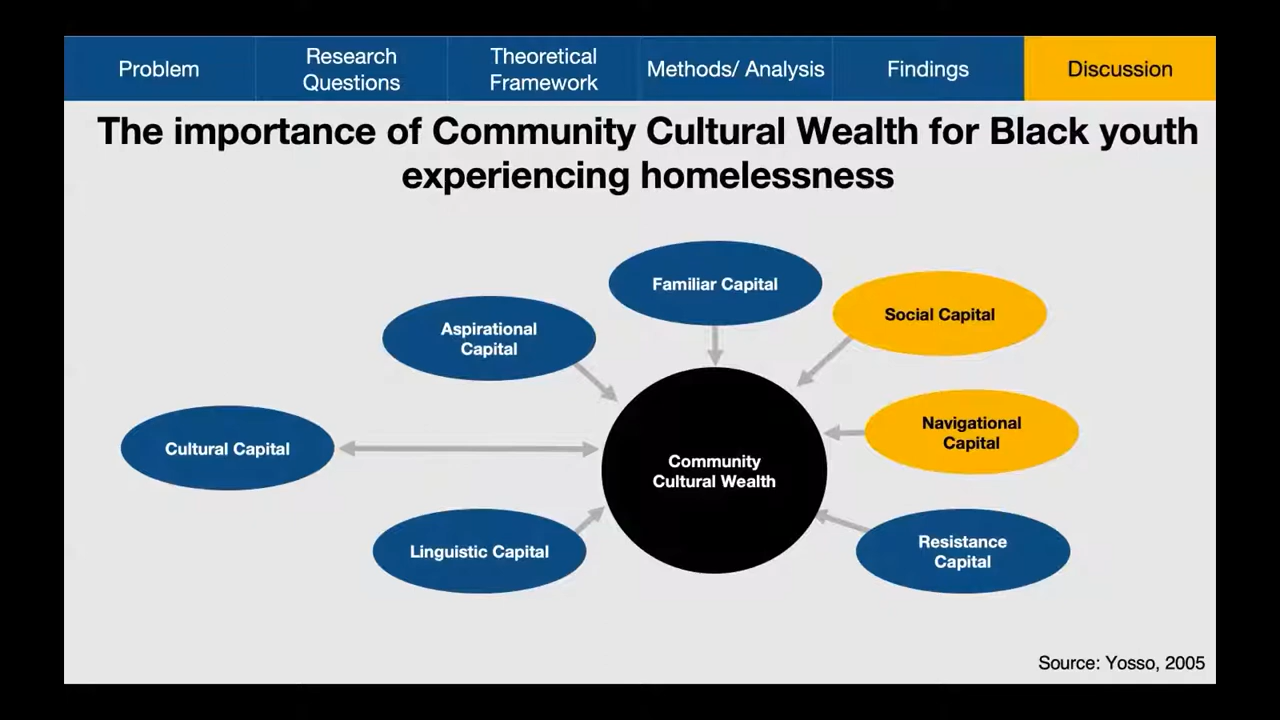 Problem
Research
Questions
Theoretical
Framework
Methods/ Analysis
Findings
Discussion
The importance of Community Cultural Wealth for Black youth
experiencing homelessness
Familiar Capital
Social Capital
Aspirational
Capital
Navigational
Capital
Cultural Capital
Community
Cultural Wealth
Linguistic Capital
Resistance
Capital
Source: Yosso, 2005